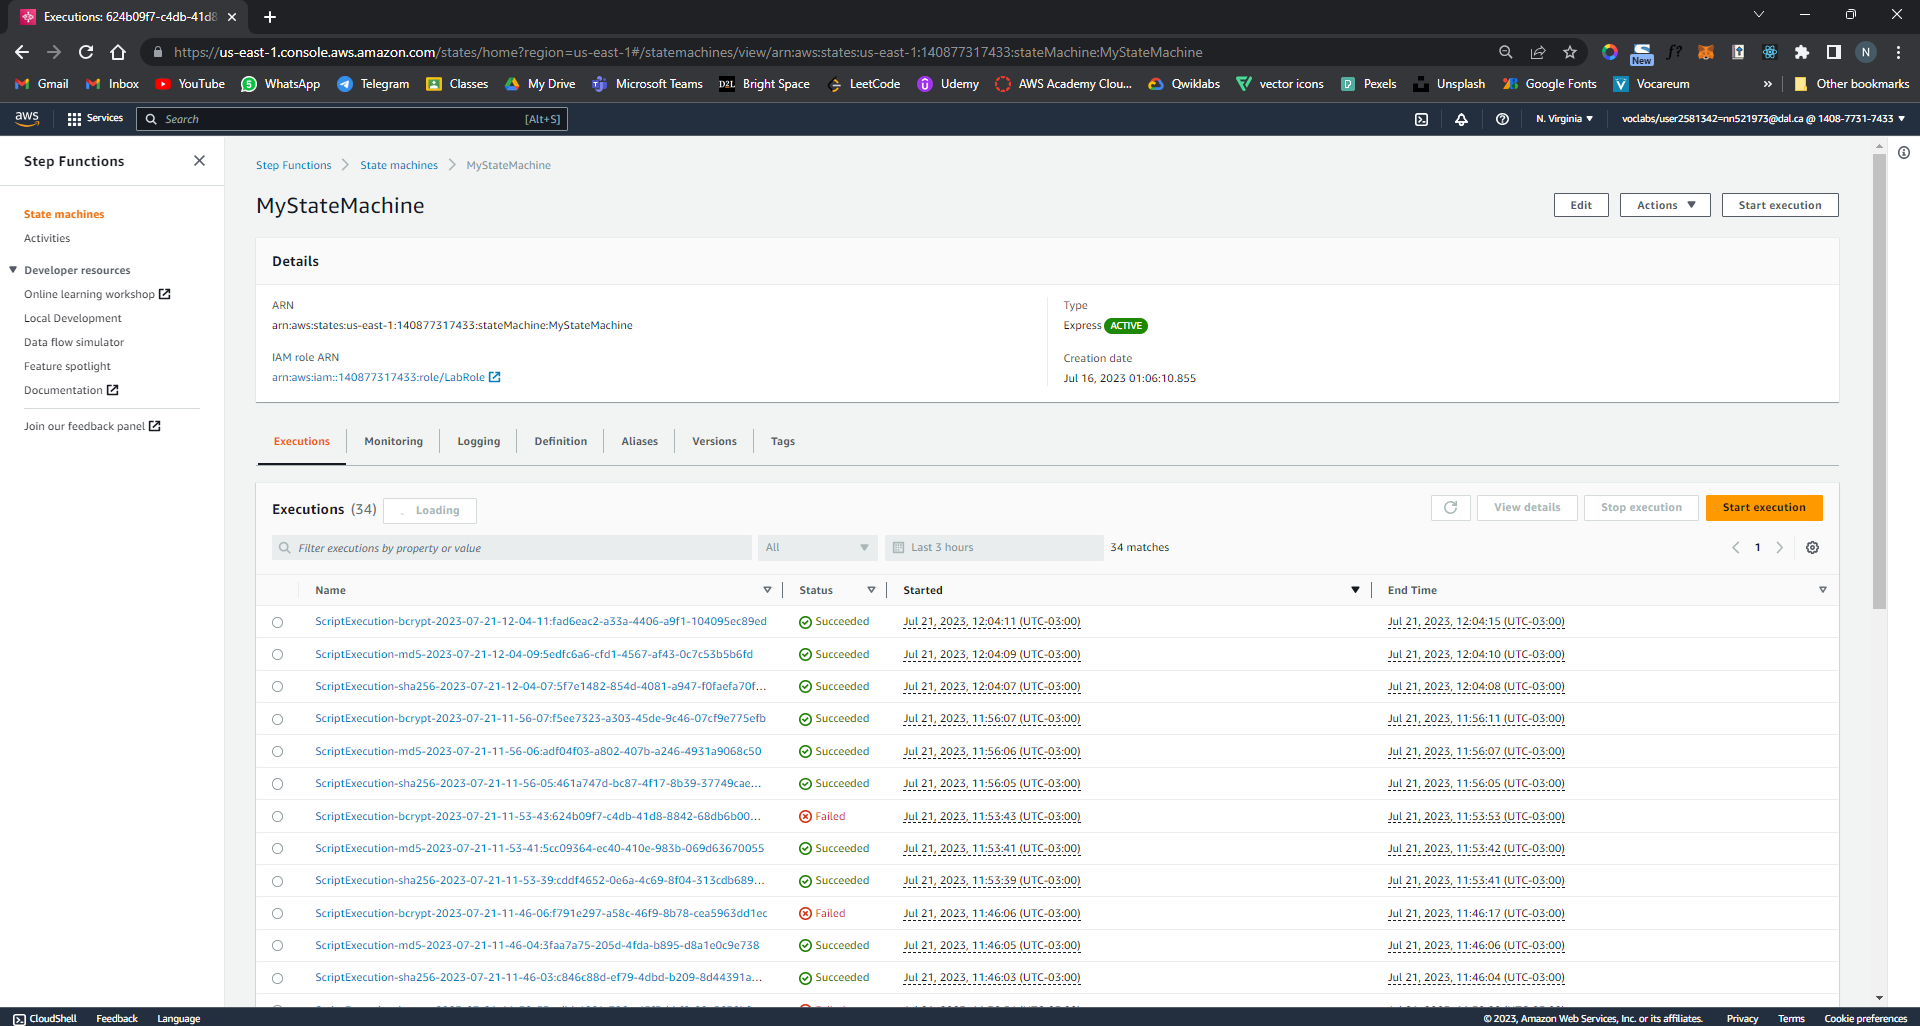 Executions: 624b09f7-c4db-41d8
https://us-east-1.console.aws.amazon.com/states/home?region=us-east-1#/statemachines/view/arn:aws:states:us-east-1:140877317433:stateMachine:MyStateMachine
New
f?
N
Gmail Inbox YouTube WhatsApp Telegram Classes My Drive Microsoft Teams D2L Bright Space LeetCode Udemy AWS Academy Clou... Qwiklabs vector icons Pexels Unsplash Google Fonts Vocareum » Other bookmarks
aws Services Search [Alt+S] N. Virginia voclabs/user2581342=nn521973@dal.ca @ 1408-7731-7433
Step Functions
State machines
Activities
Developer resources
Online learning workshop
Local Development
Data flow simulator
Feature spotlight
Documentation
Join our feedback panel
Step Functions > State machines > MyStateMachine
MyStateMachine
Edit Actions Start execution
Details
ARN
arn:aws:states:us-east-1:140877317433:stateMachine:MyStateMachine
IAM role ARN
arn:aws:iam::140877317433:role/LabRole
Type
Express ACTIVE
Creation date
Jul 16, 2023 01:06:10.855
Executions Monitoring Logging Definition Aliases Versions Tags
Executions (34) Loading View details Stop execution Start execution
Filter executions by property or value All Last 3 hours 34 matches 1
Name Status Started End Time
ScriptExecution-bcrypt-2023-07-21-12-04-11:fad6eac2-a33a-4406-a9f1-104095ec89ed Succeeded Jul 21, 2023, 12:04:11 (UTC-03:00) Jul 21, 2023, 12:04:15 (UTC-03:00)
ScriptExecution-md5-2023-07-21-12-04-09:5edfc6a6-cfd1-4567-af43-0c7c53b5b6fd Succeeded Jul 21, 2023, 12:04:09 (UTC-03:00) Jul 21, 2023, 12:04:10 (UTC-03:00)
ScriptExecution-sha256-2023-07-21-12-04-07:5f7e1482-854d-4081-a947-f0faefa70f... Succeeded Jul 21, 2023, 12:04:07 (UTC-03:00) Jul 21, 2023, 12:04:08 (UTC-03:00)
ScriptExecution-bcrypt-2023-07-21-11-56-07:f5ee7323-a303-45de-9c46-07cf9e775efb Succeeded Jul 21, 2023, 11:56:07 (UTC-03:00) Jul 21, 2023, 11:56:11 (UTC-03:00)
ScriptExecution-md5-2023-07-21-11-56-06:adf04f03-a802-407b-a246-4931a9068c50 Succeeded Jul 21, 2023, 11:56:06 (UTC-03:00) Jul 21, 2023, 11:56:07 (UTC-03:00)
ScriptExecution-sha256-2023-07-21-11-56-05:461a747d-bc87-4f17-8b39-37749cae... Succeeded Jul 21, 2023, 11:56:05 (UTC-03:00) Jul 21, 2023, 11:56:05 (UTC-03:00)
ScriptExecution-bcrypt-2023-07-21-11-53-43:624b09f7-c4db-41d8-8842-68db6b00... Failed Jul 21, 2023, 11:53:43 (UTC-03:00) Jul 21, 2023, 11:53:53 (UTC-03:00)
ScriptExecution-md5-2023-07-21-11-53-41:5cc09364-ec40-410e-983b-069d63670055 Succeeded Jul 21, 2023, 11:53:41 (UTC-03:00) Jul 21, 2023, 11:53:42 (UTC-03:00)
ScriptExecution-sha256-2023-07-21-11-53-39:cddf4652-0e6a-4c69-8f04-313cdb689... Succeeded Jul 21, 2023, 11:53:39 (UTC-03:00) Jul 21, 2023, 11:53:41 (UTC-03:00)
ScriptExecution-bcrypt-2023-07-21-11-46-06:f791e297-a58c-46f9-8b78-cea5963dd1ec Failed Jul 21, 2023, 11:46:06 (UTC-03:00) Jul 21, 2023, 11:46:17 (UTC-03:00)
ScriptExecution-md5-2023-07-21-11-46-04:3faa7a75-205d-4fda-b895-d8a1e0c9e738 Succeeded Jul 21, 2023, 11:46:05 (UTC-03:00) Jul 21, 2023, 11:46:06 (UTC-03:00)
ScriptExecution-sha256-2023-07-21-11-46-03:c846c88d-ef79-4dbd-b209-8d44391a... Succeeded Jul 21, 2023, 11:46:03 (UTC-03:00) Jul 21, 2023, 11:46:04 (UTC-03:00)
CloudShell Feedback Language © 2023, Amazon Web Services, Inc. or its affiliates. Privacy Terms Cookie preferences